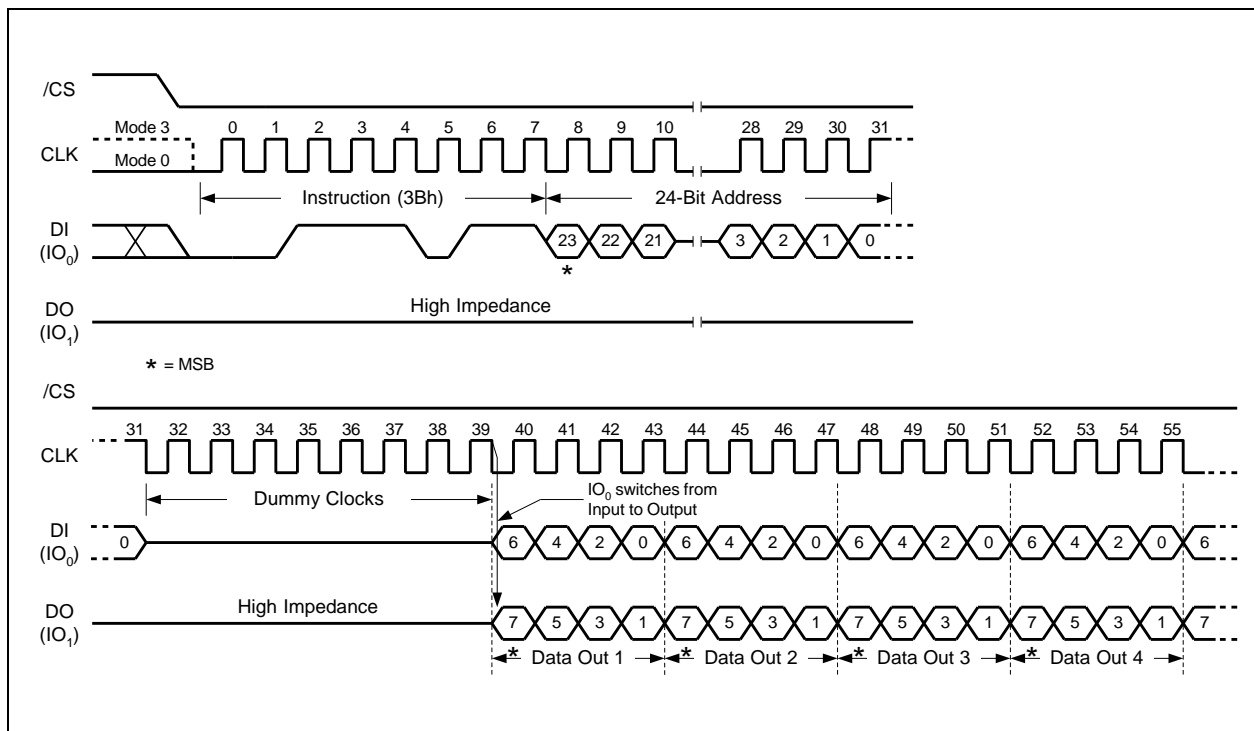 /CS
Mode 3 0 1 2 3 4 5 6 7 8 9 10 28 29 30 31
CLK
Mode 0
Instruction (3Bh) 24-Bit Address
DI
(IO0) 23 22 21 3 2 1 0
*
High Impedance
DO
(IO1)
* = MSB
/CS
31 32 33 34 35 36 37 38 39 40 41 42 43 44 45 46 47 48 49 50 51 52 53 54 55
CLK
Dummy Clocks
IO0 switches from
Input to Output
DI
(IO0) 0 6 4 2 0 6 4 2 0 6 4 2 0 6 4 2 0 6
High Impedance
DO
(IO1) 7 5 3 1 7 5 3 1 7 5 3 1 7 5 3 1 7
* Data Out 1 * Data Out 2 * Data Out 3 * Data Out 4